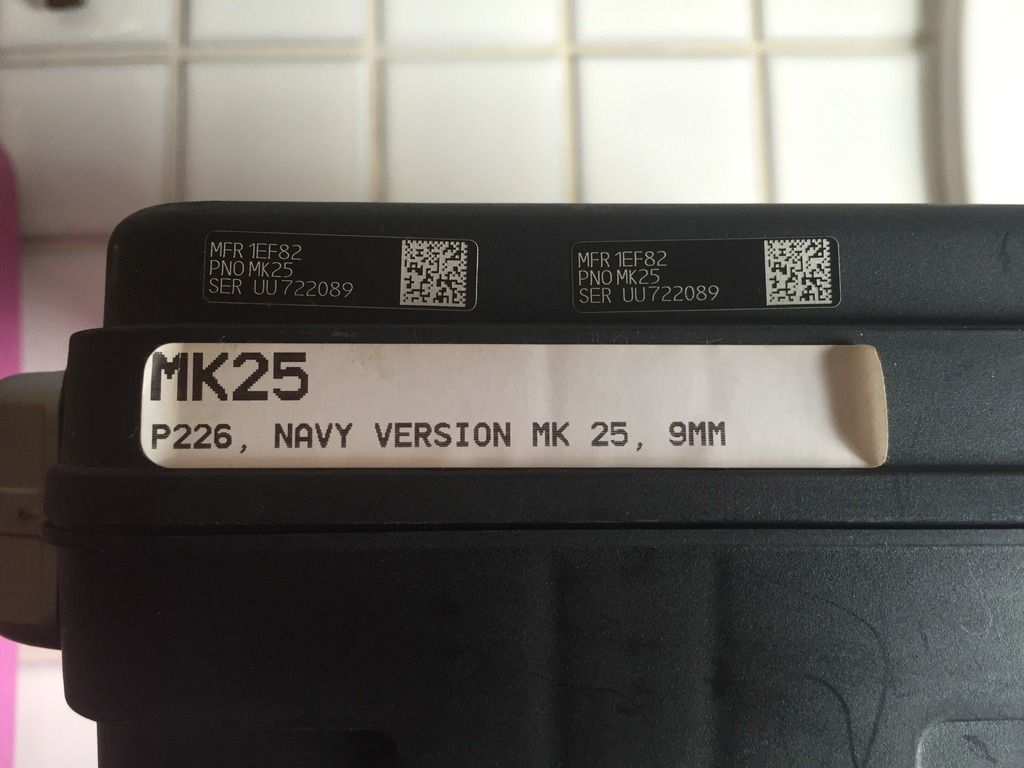 MFR 1EF82
PNO MK25
SER UU722089
MFR 1EF82
PNO MK25
SER UU722089
MK25
P226, NAVY VERSION MK 25, 9MM